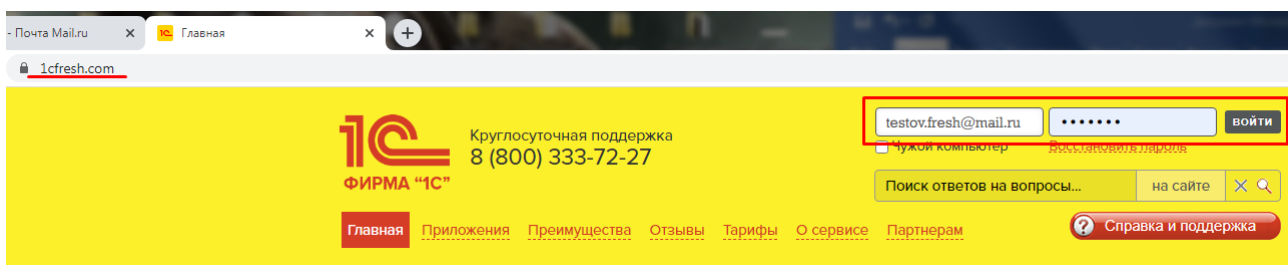 - Почта Mail.ru
Главная
1cfresh.com
1С
ФИРМА "1С"
Круглосуточная поддержка
8 (800) 333-72-27
testov.fresh@mail.ru ••••••• ВОЙТИ
Чужой компьютер Восстановить пароль
Поиск ответов на вопросы... на сайте
Главная Приложения Преимущества Отзывы Тарифы О сервисе Партнерам
? Справка и поддержка